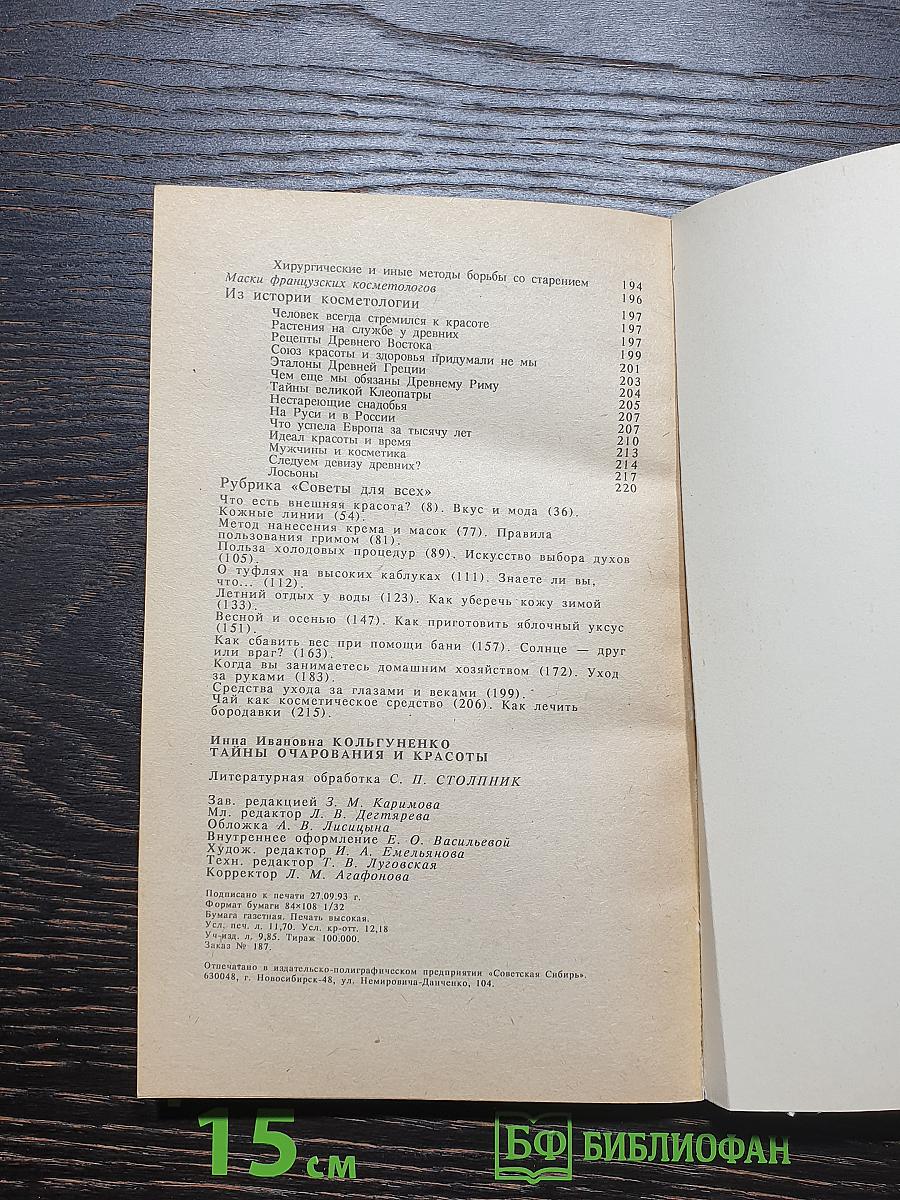 Хирургические и иные методы борьбы со старением 194
Маски французских косметологов 196
Из истории косметологии 197
Человек всегда стремился к красоте 197
Растения на службе у древних 197
Рецепты Древнего Востока 199
Союз красоты и здоровья придумали не мы 201
Эталоны Древней Греции 203
Чем еще мы обязаны Древнему Риму 204
Тайны великой Клеопатры 205
Нестареющие снадобья 207
На Руси и в России 207
Что успела Европа за тысячу лет 210
Идеал красоты и время 213
Мужчины и косметика 214
Следуем девизу древних? 217
Лосьоны 220
Рубрика «Советы для всех»
Что есть внешняя красота? (8). Вкус и мода (36).
Кожные линии (54).
Метод нанесения крема и масок (77). Правила
пользования гримом (81).
Польза холодовых процедур (89). Искусство выбора духов
(105).
О туфлях на высоких каблуках (111). Знаете ли вы,
что... (112).
Летний отдых у воды (123). Как уберечь кожу зимой
(133).
Весной и осенью (147). Как приготовить яблочный уксус
(151).
Как сбавить вес при помощи бани (157). Солнце — друг
или враг? (163).
Когда вы занимаетесь домашним хозяйством (172). Уход
за руками (183).
Средства ухода за глазами и веками (199).
Чай как косметическое средство (206). Как лечить
бородавки (215).
Инна Ивановна КОЛЬГУНЕНКО
ТАЙНЫ ОЧАРОВАНИЯ И КРАСОТЫ
Литературная обработка С. П. СТОЛПНИК
Зав. редакцией З. М. Каримова
Мл. редактор Л. В. Дегтярева
Обложка А. В. Лисицына
Внутреннее оформление Е. О. Васильевой
Худож. редактор И. А. Емельянова
Техн. редактор Т. В. Луговская
Корректор Л. М. Агафонова
Подписано к печати 27.09.93 г.
Формат бумаги 84×108 1/32
Бумага газетная. Печать высокая.
Усл. печ. л. 11,70. Усл. кр-отт. 12,18
Уч-изд. л. 9,85. Тираж 100.000.
Заказ № 187.
Отпечатано в издательско-полиграфическом предприятии «Советская Сибирь».
630048, г. Новосибирск-48, ул. Немировича-Данченко, 104.
15 см
БФ БИБЛИОФАН